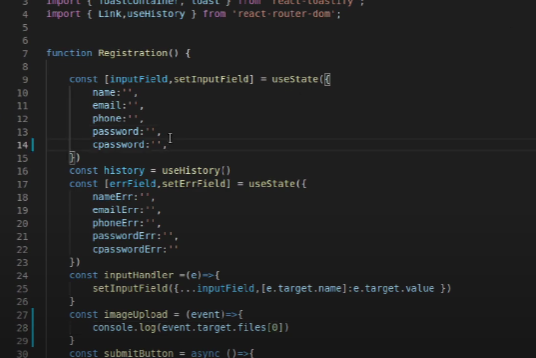 3 import { ToastContainer, toast } from 'react-toastify';
4 import { Link,useHistory } from 'react-router-dom';
5
6
7 function Registration() {
8
9 const [inputField,setInputField] = useState({
10 name:'',
11 email:'',
12 phone:'',
13 password:'',
14 cpassword:'',
15 })
16 const history = useHistory()
17 const [errField,setErrField] = useState({
18 nameErr:'',
19 emailErr:'',
20 phoneErr:'',
21 passwordErr:'',
22 cpasswordErr:''
23 })
24 const inputHandler =(e)=>{
25 setInputField({...inputField,[e.target.name]:e.target.value })
26 }
27 const imageUpload = (event)=>{
28 console.log(event.target.files[0])
29 }
30 const submitButton = async ()=>{